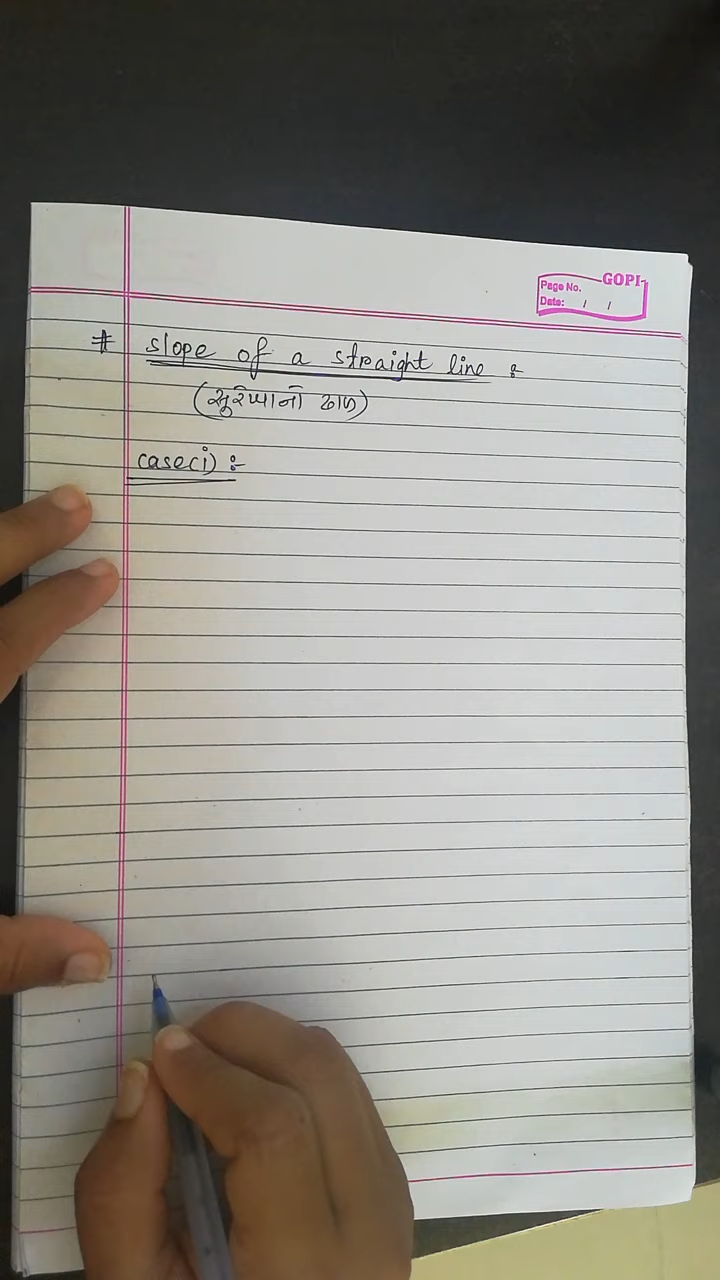 GOPI
Page No.
Date: / /
# slope of a straight line :
(સુરેખાનો ઢાળ)
case(i) :-